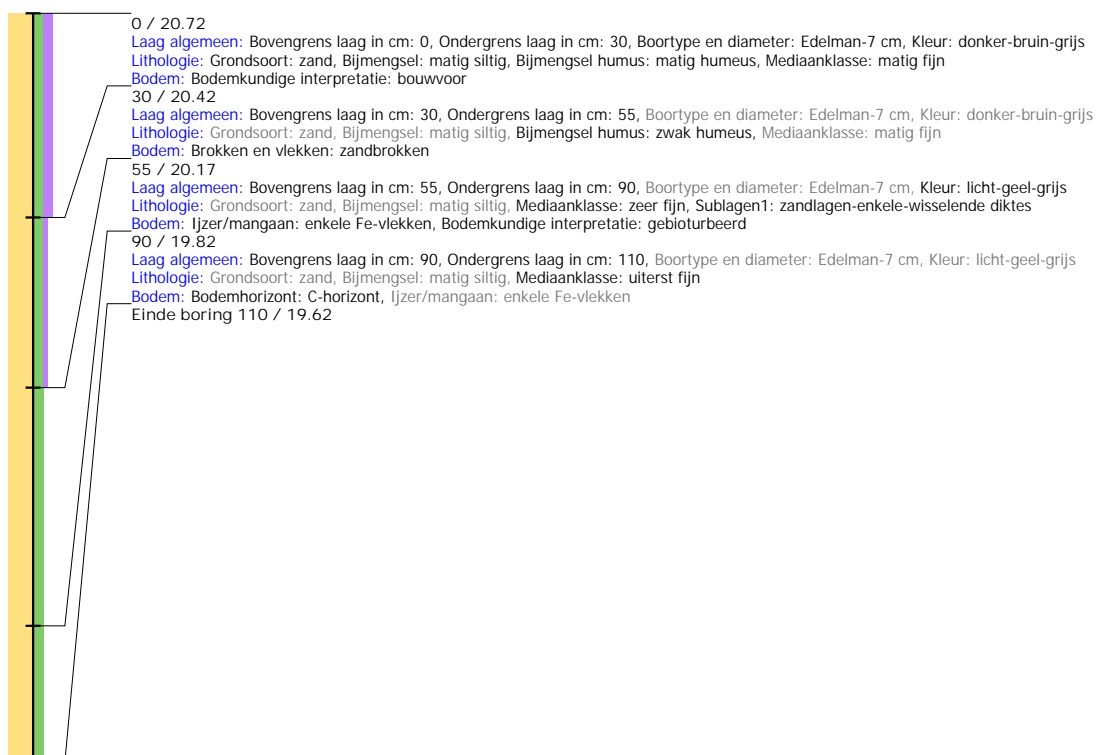 0 / 20.72
Laag algemeen: Bovengrens laag in cm: 0, Ondergrens laag in cm: 30, Boortype en diameter: Edelman-7 cm, Kleur: donker-bruin-grijs
Lithologie: Grondsoort: zand, Bijmengsel: matig siltig, Bijmengsel humus: matig humeus, Mediaanklasse: matig fijn
Bodem: Bodemkundige interpretatie: bouwvoor
30 / 20.42
Laag algemeen: Bovengrens laag in cm: 30, Ondergrens laag in cm: 55, Boortype en diameter: Edelman-7 cm, Kleur: donker-bruin-grijs
Lithologie: Grondsoort: zand, Bijmengsel: matig siltig, Bijmengsel humus: zwak humeus, Mediaanklasse: matig fijn
Bodem: Brokken en vlekken: zandbrokken
55 / 20.17
Laag algemeen: Bovengrens laag in cm: 55, Ondergrens laag in cm: 90, Boortype en diameter: Edelman-7 cm, Kleur: licht-geel-grijs
Lithologie: Grondsoort: zand, Bijmengsel: matig siltig, Mediaanklasse: zeer fijn, Sublagen1: zandlagen-enkele-wisselende diktes
Bodem: Ijzer/mangaan: enkele Fe-vlekken, Bodemkundige interpretatie: gebioturbeerd
90 / 19.82
Laag algemeen: Bovengrens laag in cm: 90, Ondergrens laag in cm: 110, Boortype en diameter: Edelman-7 cm, Kleur: licht-geel-grijs
Lithologie: Grondsoort: zand, Bijmengsel: matig siltig, Mediaanklasse: uiterst fijn
Bodem: Bodemhorizont: C-horizont, Ijzer/mangaan: enkele Fe-vlekken
Einde boring 110 / 19.62